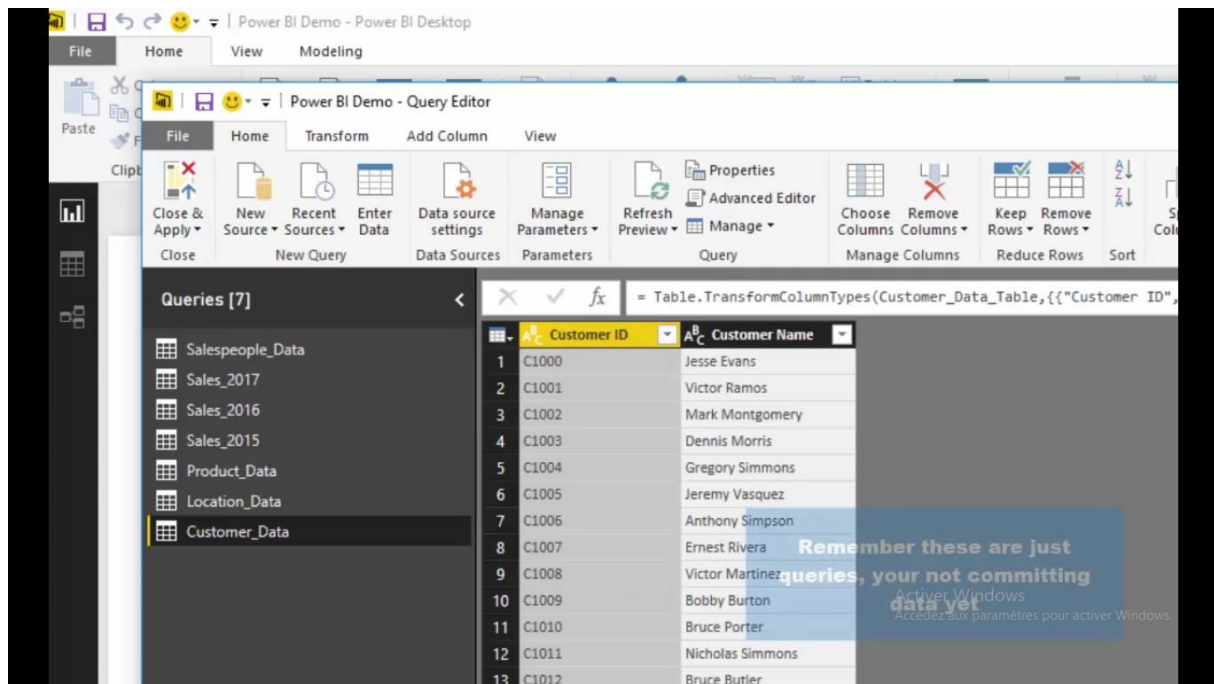 Power BI Demo - Power BI Desktop
File Home View Modeling
Paste
Power BI Demo - Query Editor
File Home Transform Add Column View
Close & Apply
New Source
Recent Sources
Enter Data
Data source settings
Manage Parameters
Refresh Preview
Properties
Advanced Editor
Manage
Choose Columns
Remove Columns
Keep Rows
Remove Rows
Close New Query Data Sources Parameters Query Manage Columns Reduce Rows Sort
Queries [7]
fx = Table.TransformColumnTypes(Customer_Data_Table,{{"Customer ID",
Salespeople_Data
Sales_2017
Sales_2016
Sales_2015
Product_Data
Location_Data
Customer_Data
ABC Customer ID ABC Customer Name
1 C1000 Jesse Evans
2 C1001 Victor Ramos
3 C1002 Mark Montgomery
4 C1003 Dennis Morris
5 C1004 Gregory Simmons
6 C1005 Jeremy Vasquez
7 C1006 Anthony Simpson
8 C1007 Ernest Rivera
9 C1008 Victor Martinez
10 C1009 Bobby Burton
11 C1010 Bruce Porter
12 C1011 Nicholas Simmons
13 C1012 Bruce Butler
Remember these are just
queries, your not committing
data yet
Activer Windows
Accédez aux paramètres pour activer Windows.